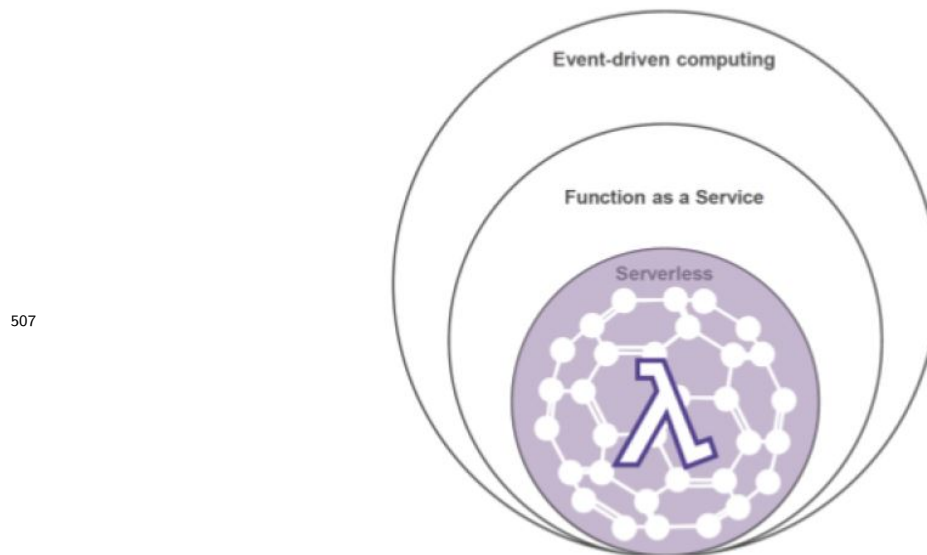 Event-driven computing
Function as a Service
Serverless
507
λ